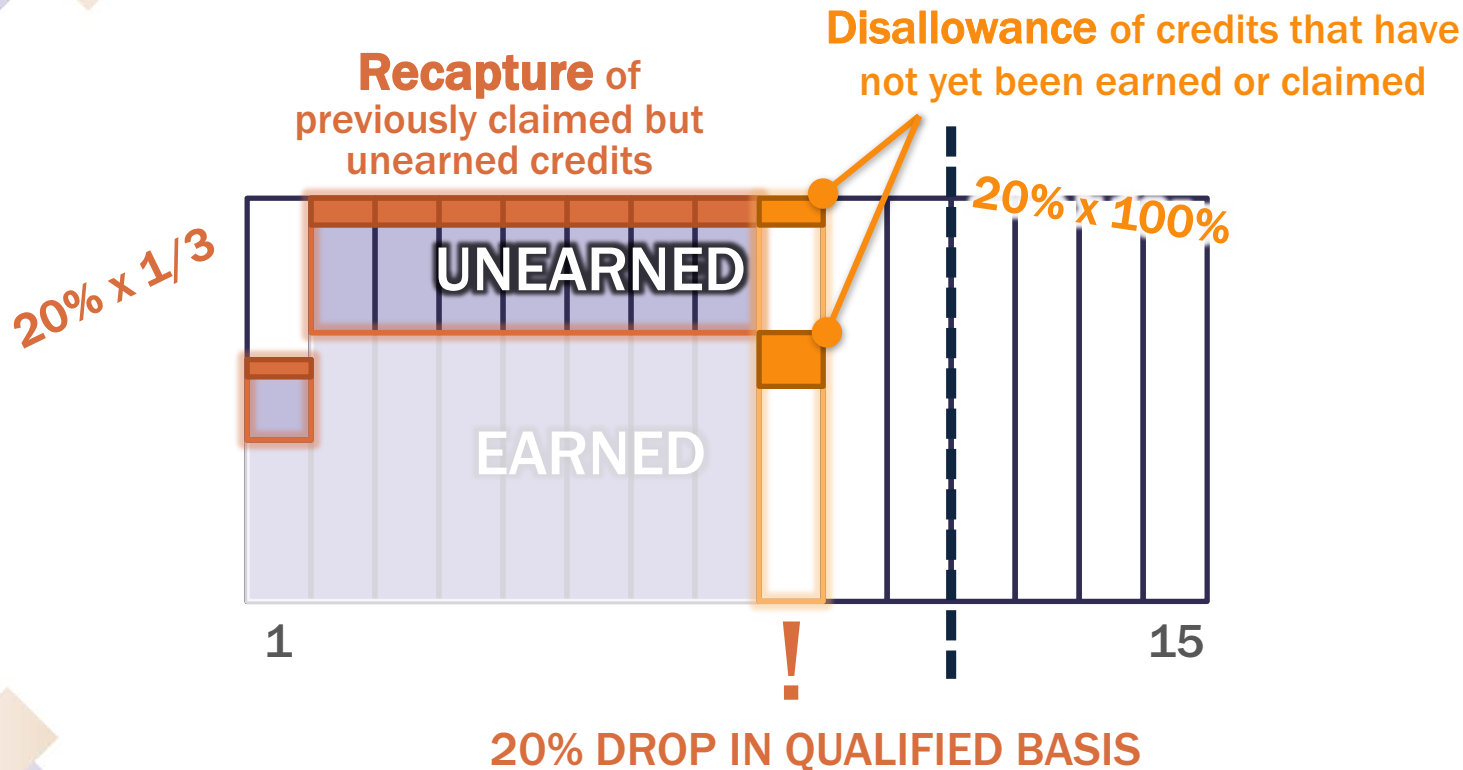 Disallowance of credits that have
not yet been earned or claimed
Recapture of
previously claimed but
unearned credits
20% x 1/3
20% x 100%
UNEARNED
EARNED
1
15
!
20% DROP IN QUALIFIED BASIS